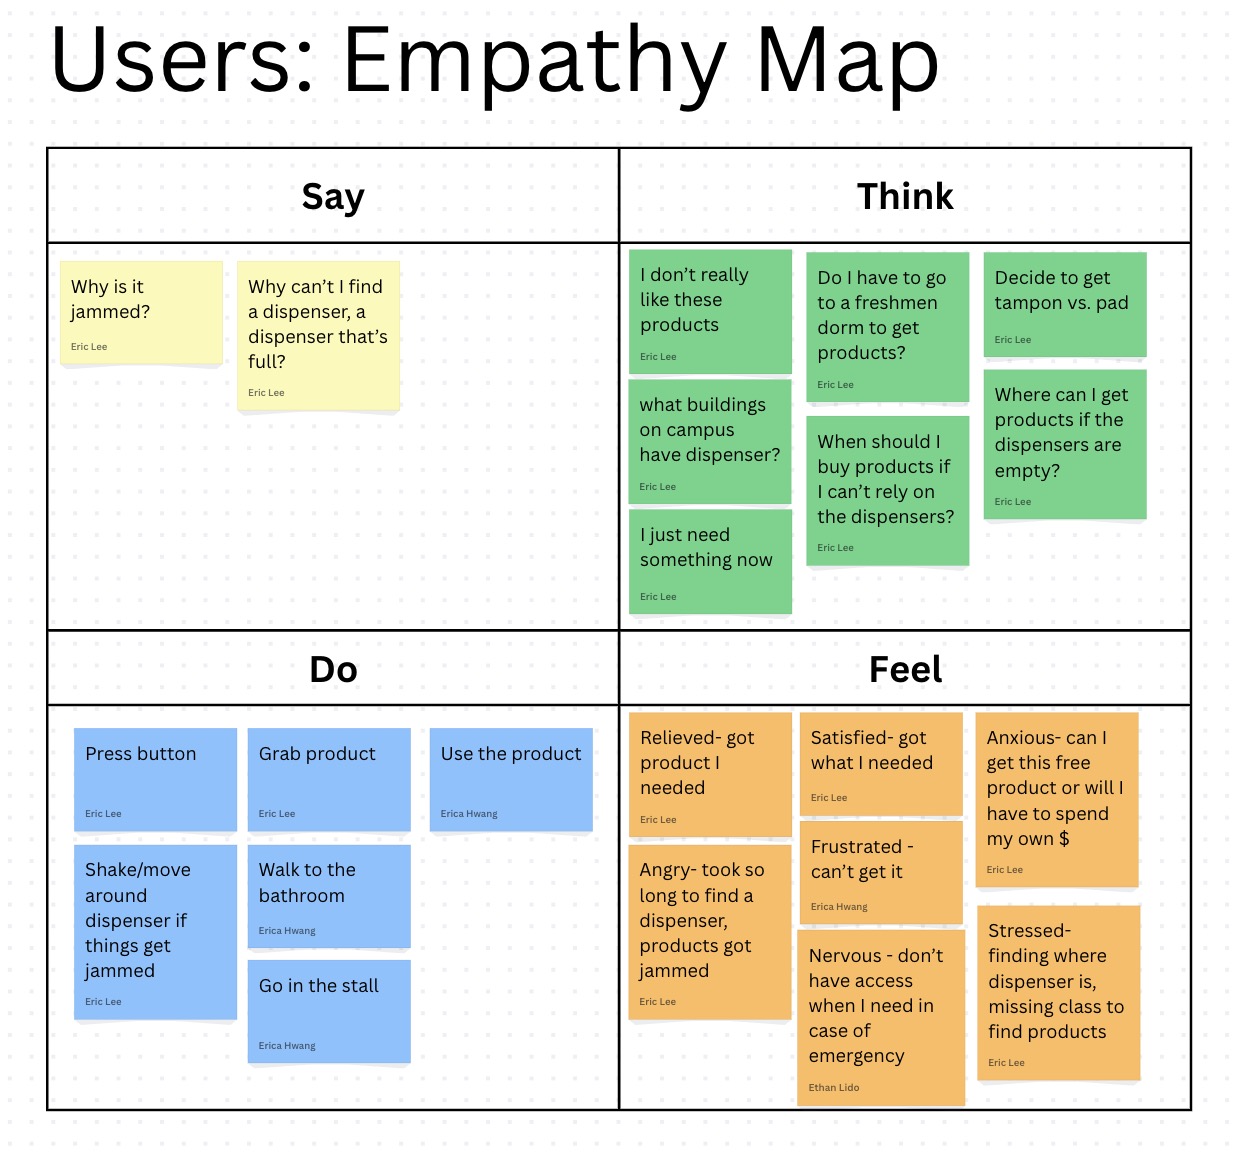 Users: Empathy Map
Say
Think
Why is it
jammed?
Eric Lee
Why can’t I find
a dispenser, a
dispenser that’s
full?
Eric Lee
I don’t really
like these
products
Eric Lee
what buildings
on campus
have dispenser?
Eric Lee
I just need
something now
Eric Lee
Do I have to go
to a freshmen
dorm to get
products?
Eric Lee
When should I
buy products if
I can’t rely on
the dispensers?
Eric Lee
Decide to get
tampon vs. pad
Eric Lee
Where can I get
products if the
dispensers are
empty?
Eric Lee
Do
Feel
Press button
Eric Lee
Grab product
Eric Lee
Use the product
Erica Hwang
Shake/move
around
dispenser if
things get
jammed
Eric Lee
Walk to the
bathroom
Erica Hwang
Go in the stall
Erica Hwang
Relieved- got
product I
needed
Eric Lee
Angry- took so
long to find a
dispenser,
products got
jammed
Eric Lee
Satisfied- got
what I needed
Eric Lee
Frustrated -
can’t get it
Erica Hwang
Nervous - don’t
have access
when I need in
case of
emergency
Ethan Lido
Anxious- can I
get this free
product or will I
have to spend
my own $
Eric Lee
Stressed-
finding where
dispenser is,
missing class to
find products
Eric Lee